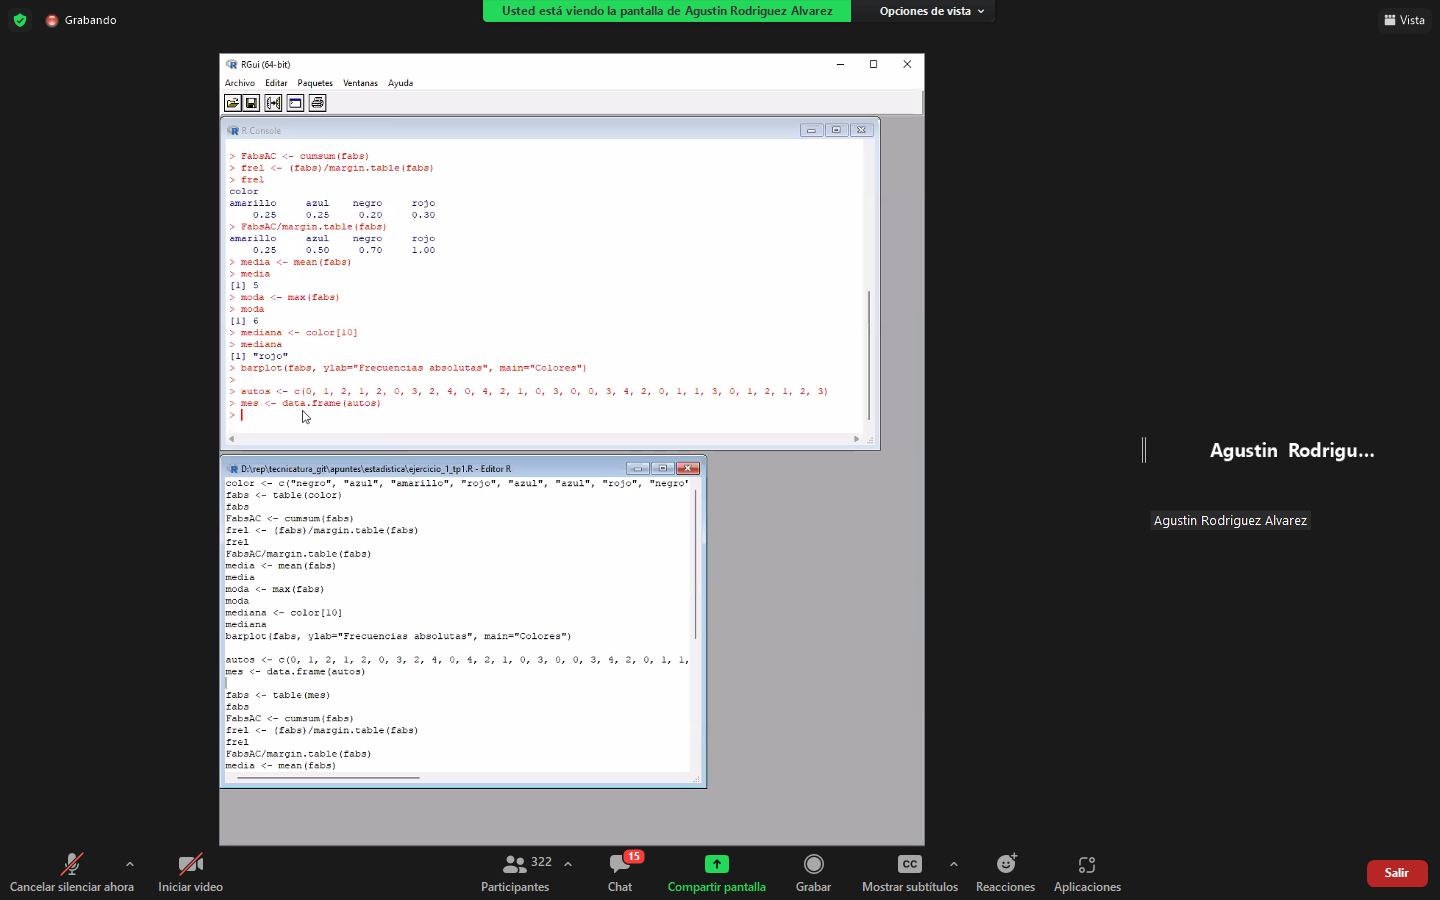 Grabando
Usted está viendo la pantalla de Agustin Rodriguez Alvarez
Opciones de vista
Vista
RGui (64-bit)
Archivo Editar Paquetes Ventanas Ayuda
R Console
> FabsAC <- cumsum(fabs)
> frel <- (fabs)/margin.table(fabs)
> frel
color
amarillo azul negro rojo
0.25 0.25 0.20 0.30
> FabsAC/margin.table(fabs)
amarillo azul negro rojo
0.25 0.50 0.70 1.00
> media <- mean(fabs)
> media
[1] 5
> moda <- max(fabs)
> moda
[1] 6
> mediana <- color[10]
> mediana
[1] "rojo"
> barplot(fabs, ylab="Frecuencias absolutas", main="Colores")
>
> autos <- c(0, 1, 2, 1, 2, 0, 3, 2, 4, 0, 4, 2, 1, 0, 3, 0, 0, 3, 4, 2, 0, 1, 1, 3, 0, 1, 2, 1, 2, 3)
> mes <- data.frame(autos)
>
D:\rep\tecnicatura_git\apuntes\estadistica\ejercicio_1_tp1.R - Editor R
color <- c("negro", "azul", "amarillo", "rojo", "azul", "azul", "rojo", "negro"
fabs <- table(color)
fabs
FabsAC <- cumsum(fabs)
frel <- (fabs)/margin.table(fabs)
frel
FabsAC/margin.table(fabs)
media <- mean(fabs)
media
moda <- max(fabs)
moda
mediana <- color[10]
mediana
barplot(fabs, ylab="Frecuencias absolutas", main="Colores")
autos <- c(0, 1, 2, 1, 2, 0, 3, 2, 4, 0, 4, 2, 1, 0, 3, 0, 0, 3, 4, 2, 0, 1, 1,
mes <- data.frame(autos)
fabs <- table(mes)
fabs
FabsAC <- cumsum(fabs)
frel <- (fabs)/margin.table(fabs)
frel
FabsAC/margin.table(fabs)
media <- mean(fabs)
Agustin Rodrigu...
Agustin Rodriguez Alvarez
Cancelar silenciar ahora
Iniciar video
Participantes 322
Chat 15
Compartir pantalla
Grabar
CC
Mostrar subtítulos
Reacciones
Aplicaciones
Salir